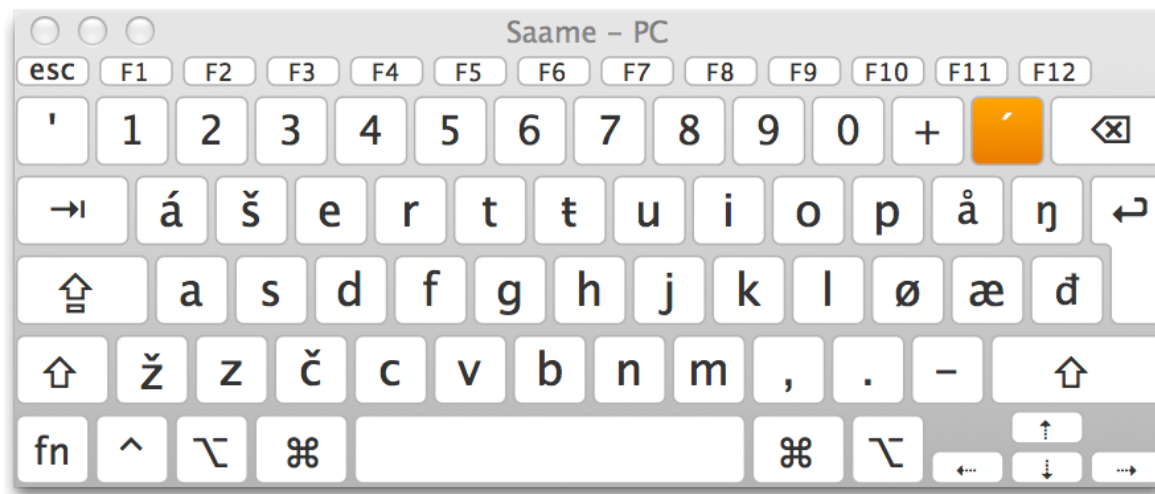 Saame – PC
esc F1 F2 F3 F4 F5 F6 F7 F8 F9 F10 F11 F12
' 1 2 3 4 5 6 7 8 9 0 + ´
á š e r t ŧ u i o p å ŋ
a s d f g h j k l ø æ đ
ž z č c v b n m , . –
fn ^ ⌥ ⌘ ⌘ ⌥